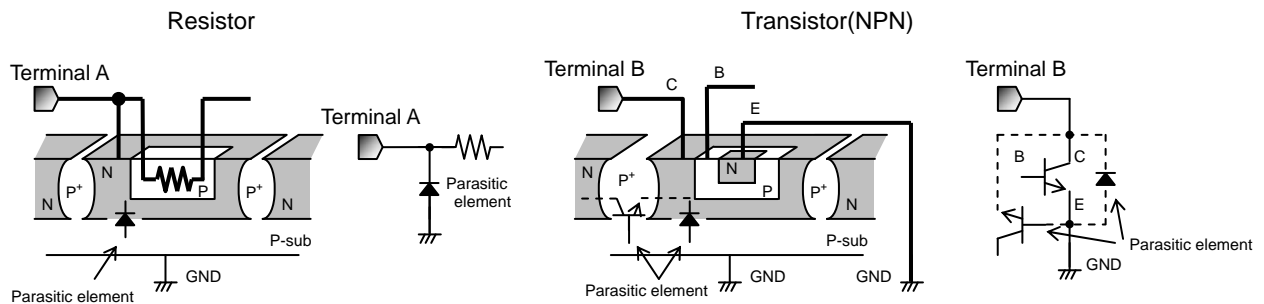 Resistor
Transistor(NPN)
Terminal A
Terminal A
N
P+
N
P
P+
N
Parasitic element
P-sub
GND
Parasitic element
Terminal B
C
B
E
P+
N
N
P
P+
N
P-sub
GND
GND
Parasitic element
Terminal B
B
C
E
GND
Parasitic element